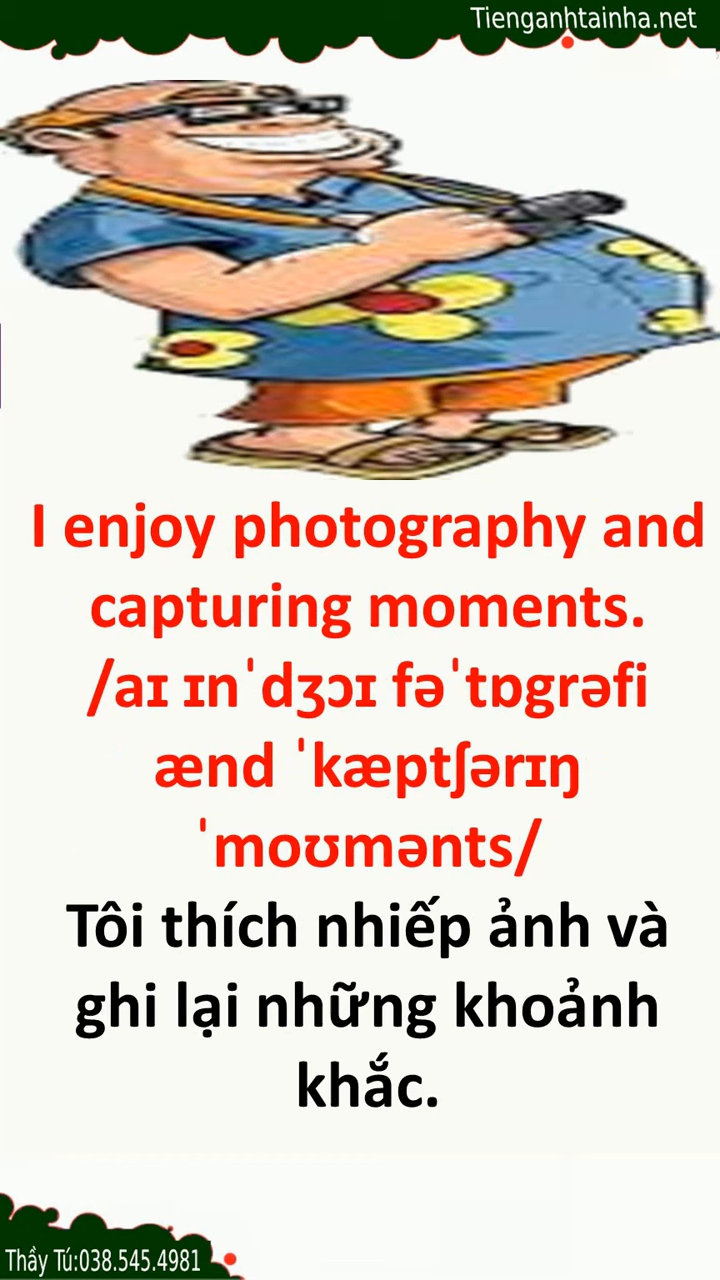 Tienganhtainha.net
I enjoy photography and
capturing moments.
/aɪ ɪnˈdʒɔɪ fəˈtɒgrəfi
ænd ˈkæptʃərɪŋ
ˈmoʊmənts/
Tôi thích nhiếp ảnh và
ghi lại những khoảnh
khắc.
Thầy Tú:038.545.4981